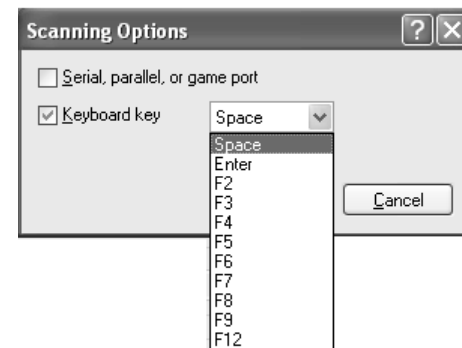 Scanning Options
Serial, parallel, or game port
Keyboard key
Space
Space
Enter
F2
F3
F4
F5
F6
F7
F8
F9
F12
Cancel